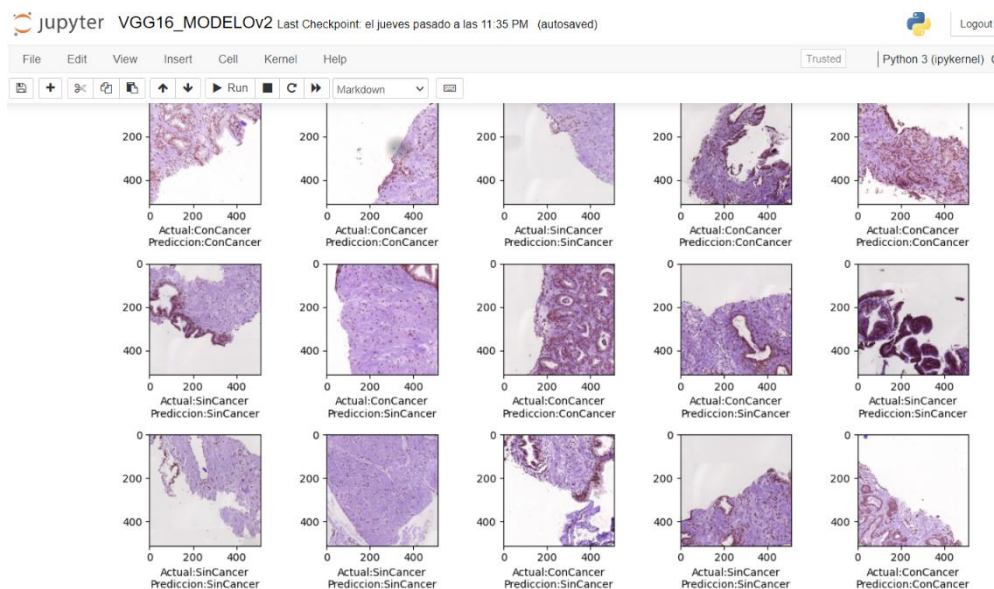 jupyter VGG16_MODELOv2 Last Checkpoint: el jueves pasado a las 11:35 PM (autosaved) Logout
File Edit View Insert Cell Kernel Help Trusted Python 3 (ipykernel)
Run Markdown
200 200 200 200 200
400 400 400 400 400
0 200 400 0 200 400 0 200 400 0 200 400 0 200 400
Actual:ConCancer Actual:ConCancer Actual:SinCancer Actual:ConCancer Actual:ConCancer
Prediccion:ConCancer Prediccion:ConCancer Prediccion:SinCancer Prediccion:ConCancer Prediccion:ConCancer
0 0 0 0 0
200 200 200 200 200
400 400 400 400 400
0 200 400 0 200 400 0 200 400 0 200 400 0 200 400
Actual:SinCancer Actual:ConCancer Actual:ConCancer Actual:ConCancer Actual:SinCancer
Prediccion:SinCancer Prediccion:SinCancer Prediccion:ConCancer Prediccion:SinCancer Prediccion:SinCancer
0 0 0 0 0
200 200 200 200 200
400 400 400 400 400
0 200 400 0 200 400 0 200 400 0 200 400 0 200 400
Actual:SinCancer Actual:SinCancer Actual:ConCancer Actual:SinCancer Actual:ConCancer
Prediccion:SinCancer Prediccion:SinCancer Prediccion:SinCancer Prediccion:SinCancer Prediccion:ConCancer